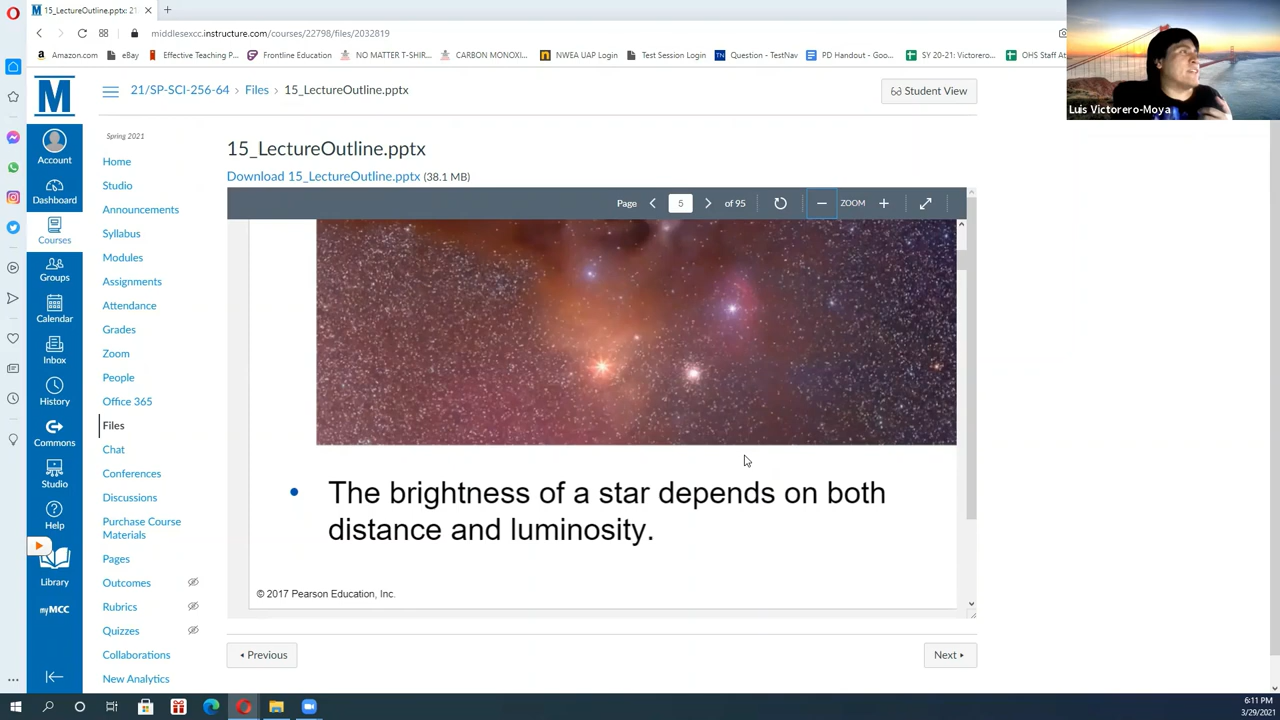 15_LectureOutline.pptx: 21
middlesexcc.instructure.com/courses/22798/files/2032819
Amazon.com
eBay
Effective Teaching P...
Frontline Education
NO MATTER T-SHIR...
CARBON MONOXI...
NWEA UAP Login
Test Session Login
Question - TestNav
PD Handout - Goo...
SY 20-21: Victorero...
OHS Staff At
Luis Victorero-Moya
M
21/SP-SCI-256-64 > Files > 15_LectureOutline.pptx
Student View
Account
Dashboard
Courses
Groups
Calendar
Inbox
History
Commons
Studio
Help
Library
myMCC
Spring 2021
Home
Studio
Announcements
Syllabus
Modules
Assignments
Attendance
Grades
Zoom
People
Office 365
Files
Chat
Conferences
Discussions
Purchase Course
Materials
Pages
Outcomes
Rubrics
Quizzes
Collaborations
New Analytics
15_LectureOutline.pptx
Download 15_LectureOutline.pptx (38.1 MB)
Page 5 of 95 ZOOM
• The brightness of a star depends on both
distance and luminosity.
© 2017 Pearson Education, Inc.
Previous
Next
6:11 PM
3/29/2021